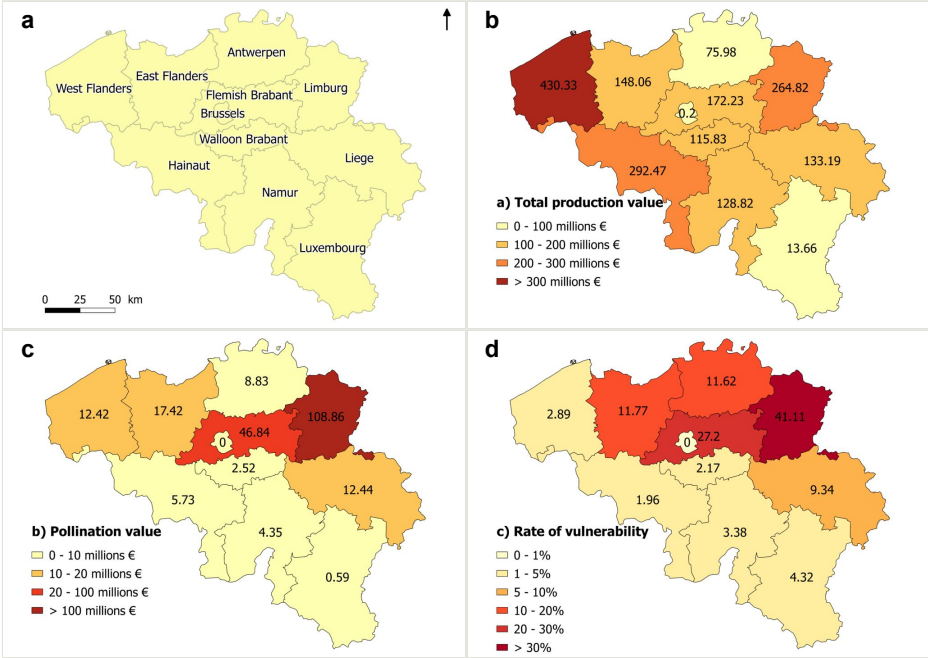 a
Antwerpen
East Flanders
West Flanders
Limburg
Flemish Brabant
Brussels
Walloon Brabant
Liege
Hainaut
Namur
Luxembourg
0 25 50 km
b
75.98
430.33
148.06
264.82
172.23
0.2
115.83
133.19
292.47
128.82
13.66
a) Total production value
0 - 100 millions €
100 - 200 millions €
200 - 300 millions €
> 300 millions €
c
8.83
12.42
17.42
108.86
46.84
0
2.52
12.44
5.73
4.35
0.59
b) Pollination value
0 - 10 millions €
10 - 20 millions €
20 - 100 millions €
> 100 millions €
d
11.62
2.89
11.77
41.11
27.2
0
2.17
9.34
1.96
3.38
4.32
c) Rate of vulnerability
0 - 1%
1 - 5%
5 - 10%
10 - 20%
20 - 30%
> 30%